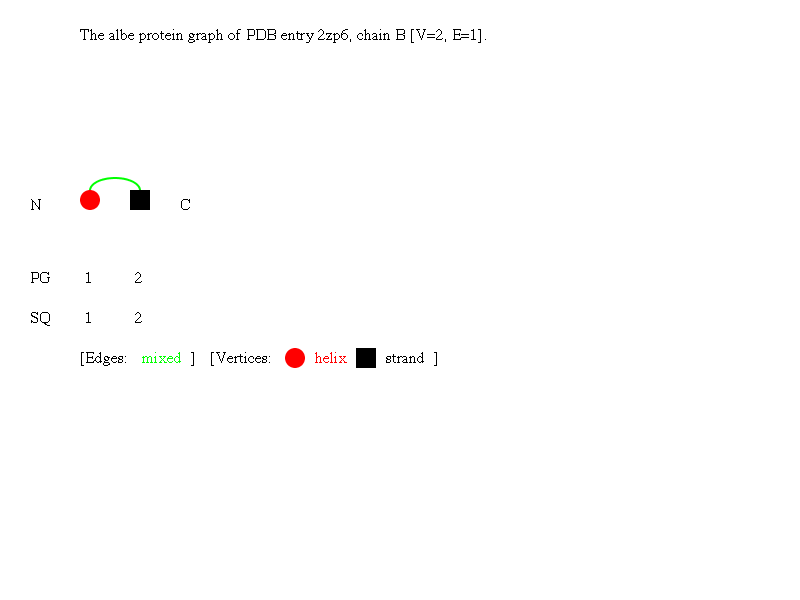 The albe protein graph of PDB entry 2zp6, chain B [V=2, E=1].
N C
PG 1 2
SQ 1 2
[Edges: mixed ] [Vertices: helix strand ]